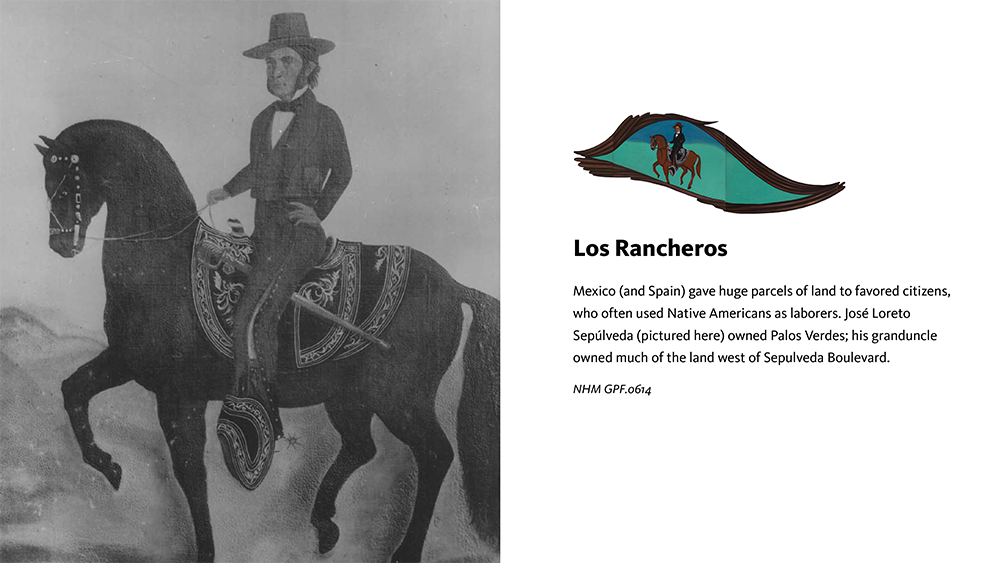 Los Rancheros
Mexico (and Spain) gave huge parcels of land to favored citizens,
who often used Native Americans as laborers. José Loreto
Sepúlveda (pictured here) owned Palos Verdes; his granduncle
owned much of the land west of Sepulveda Boulevard.
NHM GPF.0614